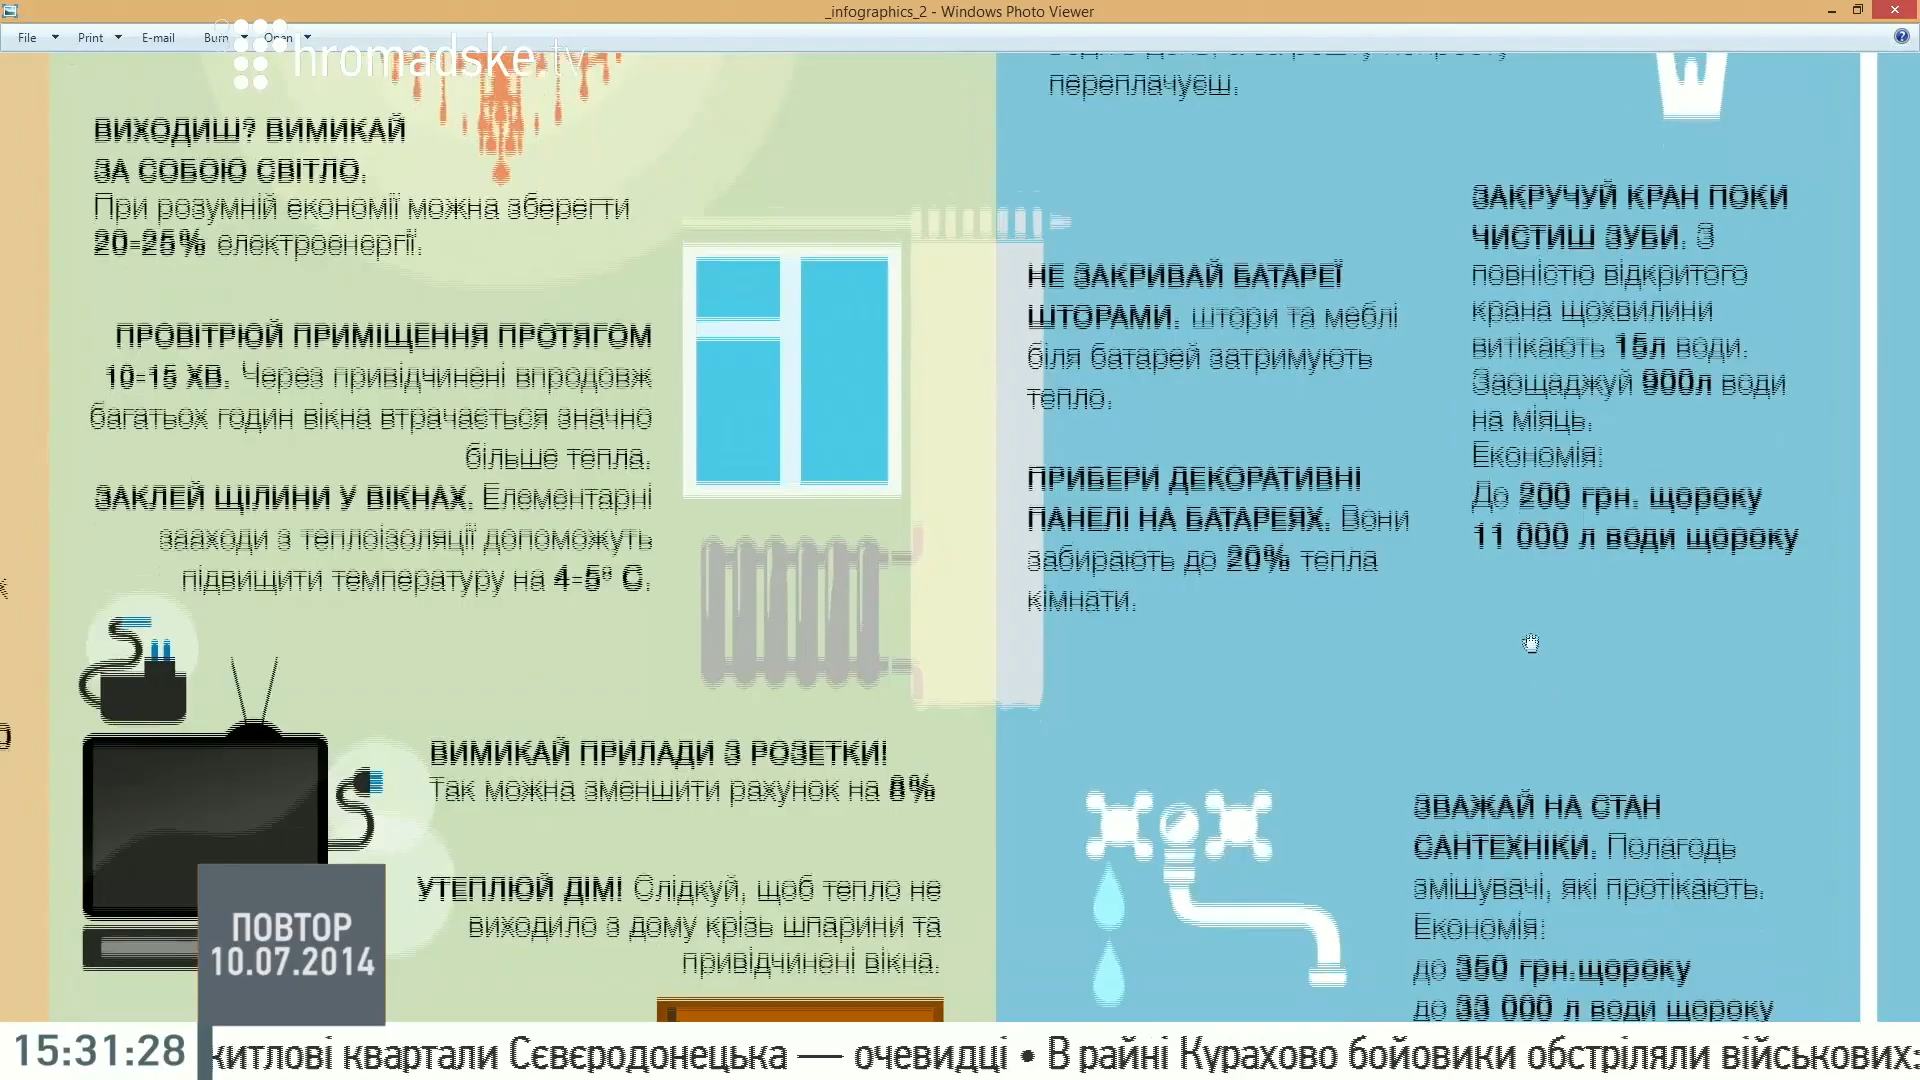 _infographics_2 - Windows Photo Viewer
File Print E-mail Burn Open
hromadske.tv
ВИХОДИШ? ВИМИКАЙ
ЗА СОБОЮ СВІТЛО.
При розумній економії можна зберегти
20-25% електроенергії.
ПРОВІТРЮЙ ПРИМІЩЕННЯ ПРОТЯГОМ
10-15 ХВ. Через привідчинені впродовж
багатьох годин вікна втрачається значно
більше тепла.
ЗАКЛЕЙ ЩІЛИНИ У ВІКНАХ. Елементарні
зааходи з теплоізоляції допоможуть
підвищити температуру на 4-5º С.
ВИМИКАЙ ПРИЛАДИ З РОЗЕТКИ!
Так можна зменшити рахунок на 8%
УТЕПЛЮЙ ДІМ! Слідкуй, щоб тепло не
виходило з дому крізь шпарини та
привідчинені вікна.
переплачуєш.
НЕ ЗАКРИВАЙ БАТАРЕЇ
ШТОРАМИ. штори та меблі
біля батарей затримують
тепло.
ПРИБЕРИ ДЕКОРАТИВНІ
ПАНЕЛІ НА БАТАРЕЯХ. Вони
забирають до 20% тепла
кімнати.
ЗАКРУЧУЙ КРАН ПОКИ
ЧИСТИШ ЗУБИ. З
повністю відкритого
крана щохвилини
витікають 15л води.
Заощаджуй 900л води
на міяць.
Економія:
До 200 грн. щороку
11 000 л води щороку
ЗВАЖАЙ НА СТАН
САНТЕХНІКИ. Полагодь
змішувачі, які протікають.
Економія:
до 350 грн.щороку
до 33 000 л води щороку
ПОВТОР
10.07.2014
15:31:28
житлові квартали Сєвєродонецька — очевидці • В райні Курахово бойовики обстріляли військових: